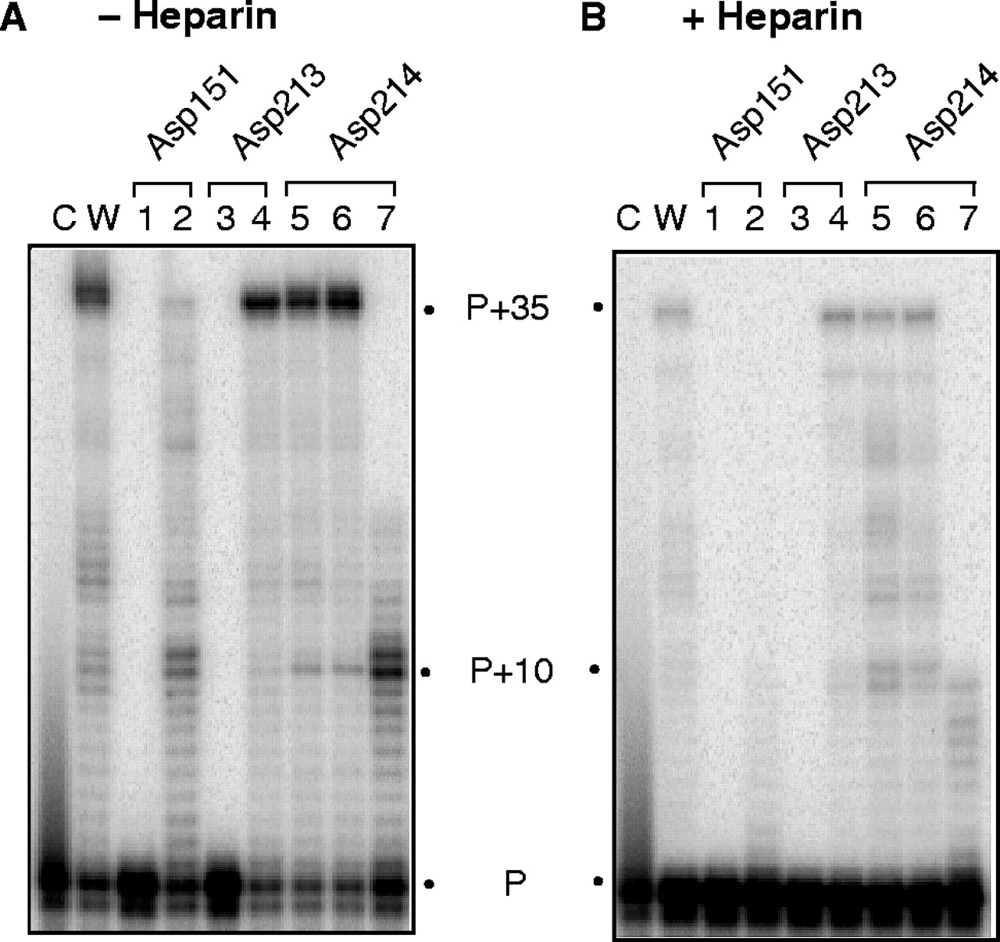 A – Heparin
B + Heparin
Asp151 Asp213 Asp214
Asp151 Asp213 Asp214
C W 1 2 3 4 5 6 7
C W 1 2 3 4 5 6 7
• P+35 •
• P+10 •
• P •